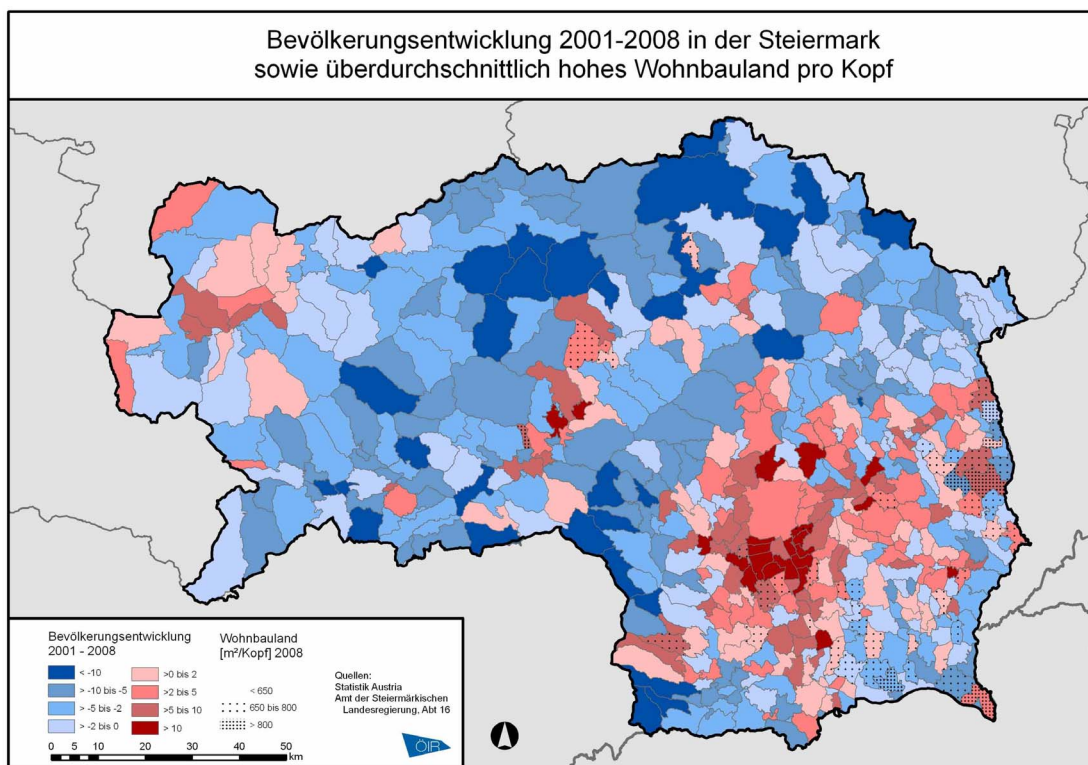 Bevölkerungsentwicklung 2001-2008 in der Steiermark
sowie überdurchschnittlich hohes Wohnbauland pro Kopf
Bevölkerungsentwicklung
2001 - 2008
< -10
> -10 bis -5
> -5 bis -2
> -2 bis 0
>0 bis 2
>2 bis 5
>5 bis 10
> 10
Wohnbauland
[m²/Kopf] 2008
< 650
650 bis 800
> 800
Quellen:
Statistik Austria
Amt der Steiermärkischen
Landesregierung, Abt 16
0 5 10 20 30 40 50
km
ÖIR